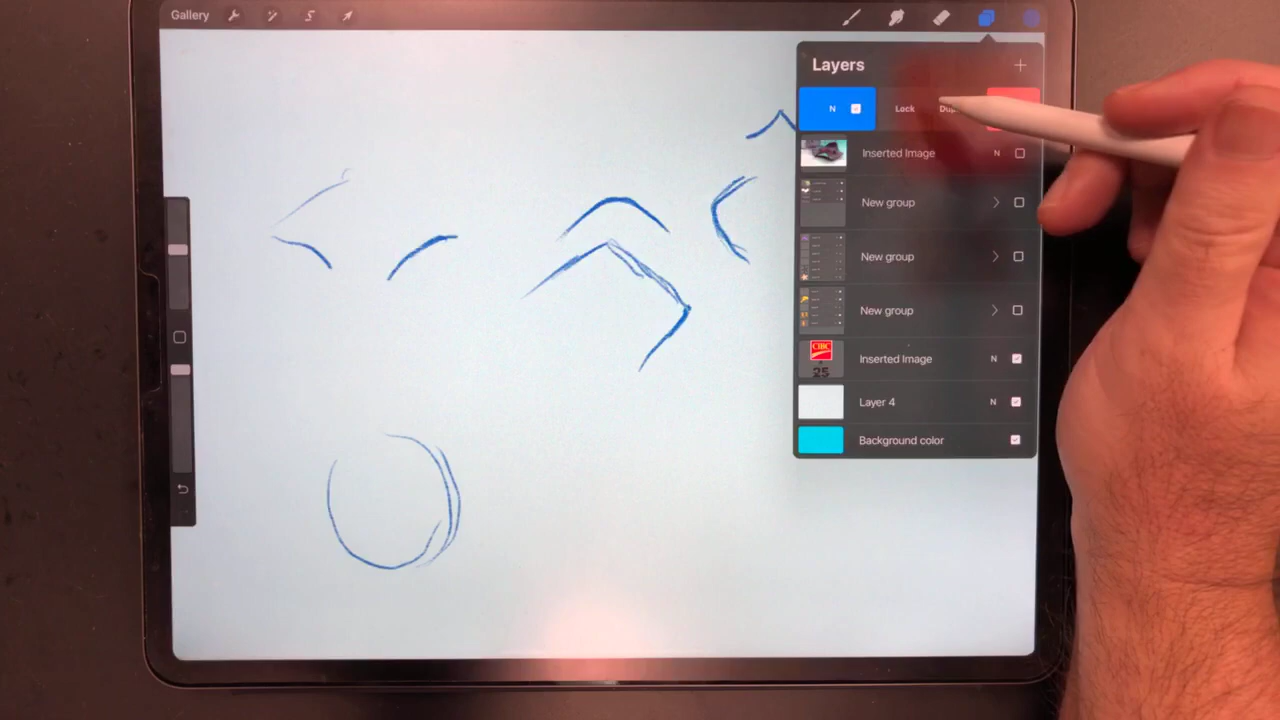 Gallery
Layers
N Lock
Inserted Image N
New group
New group
New group
CIBC
25
Inserted Image N
Layer 4 N
Background color